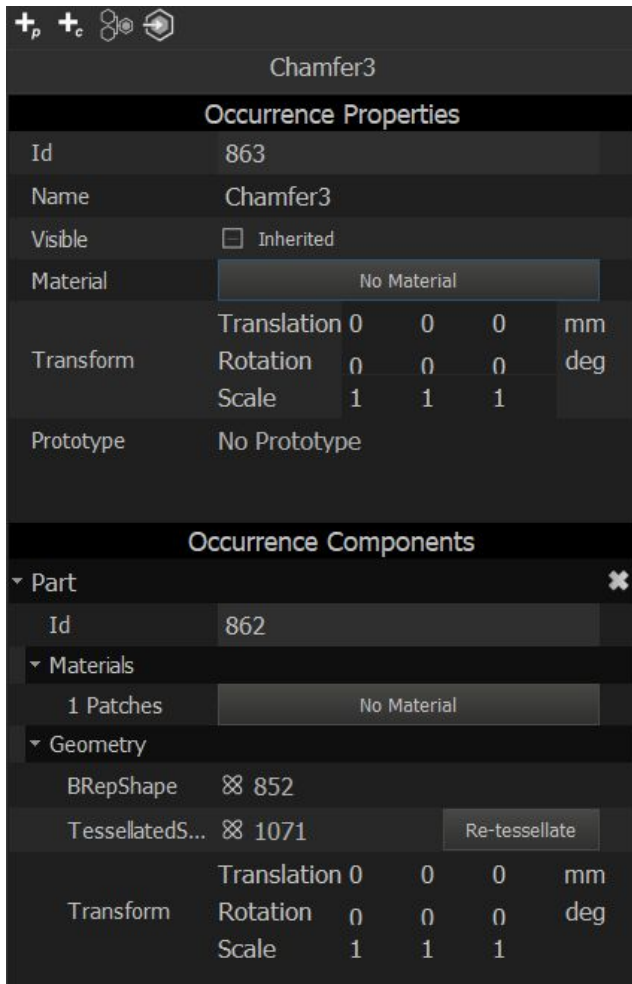 +p +c
Chamfer3
Occurrence Properties
Id 863
Name Chamfer3
Visible Inherited
Material No Material
Translation 0 0 0 mm
Transform Rotation 0 0 0 deg
Scale 1 1 1
Prototype No Prototype
Occurrence Components
Part
Id 862
Materials
1 Patches No Material
Geometry
BRepShape 852
TessellatedS... 1071 Re-tessellate
Translation 0 0 0 mm
Transform Rotation 0 0 0 deg
Scale 1 1 1